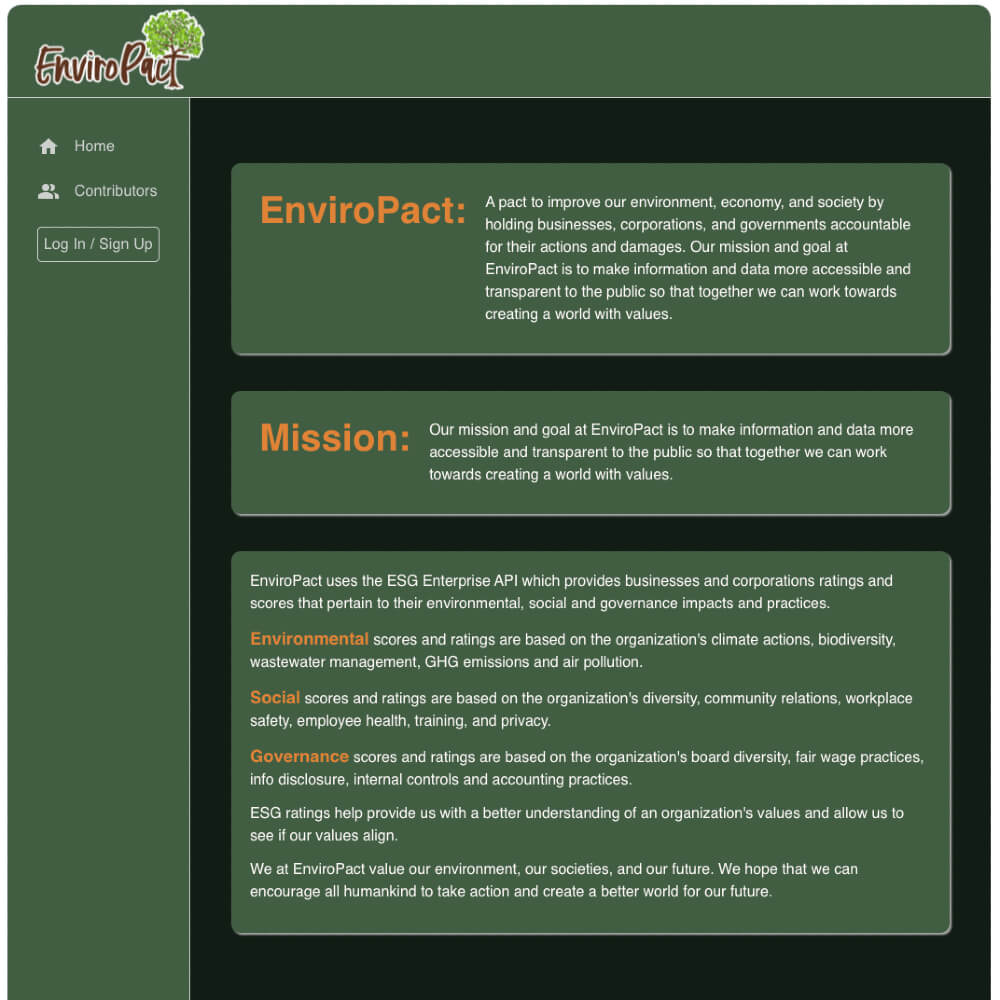 EnviroPact
Home
Contributors
Log In / Sign Up
EnviroPact:
A pact to improve our environment, economy, and society by
holding businesses, corporations, and governments accountable
for their actions and damages. Our mission and goal at
EnviroPact is to make information and data more accessible and
transparent to the public so that together we can work towards
creating a world with values.
Mission:
Our mission and goal at EnviroPact is to make information and data more
accessible and transparent to the public so that together we can work
towards creating a world with values.
EnviroPact uses the ESG Enterprise API which provides businesses and corporations ratings and
scores that pertain to their environmental, social and governance impacts and practices.
Environmental scores and ratings are based on the organization's climate actions, biodiversity,
wastewater management, GHG emissions and air pollution.
Social scores and ratings are based on the organization's diversity, community relations, workplace
safety, employee health, training, and privacy.
Governance scores and ratings are based on the organization's board diversity, fair wage practices,
info disclosure, internal controls and accounting practices.
ESG ratings help provide us with a better understanding of an organization's values and allow us to
see if our values align.
We at EnviroPact value our environment, our societies, and our future. We hope that we can
encourage all humankind to take action and create a better world for our future.